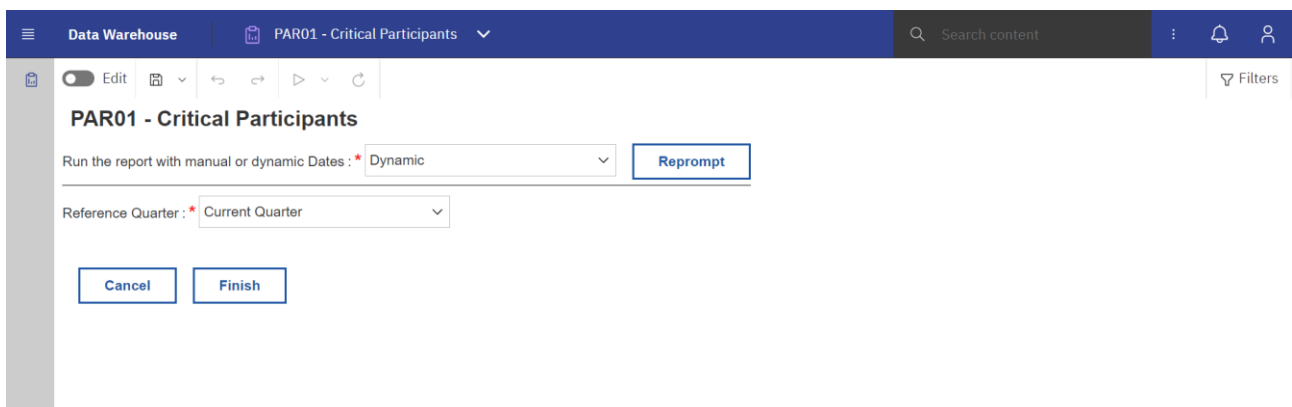 Data Warehouse PAR01 - Critical Participants Search content
Edit Filters
PAR01 - Critical Participants
Run the report with manual or dynamic Dates : * Dynamic Reprompt
Reference Quarter : * Current Quarter
Cancel Finish